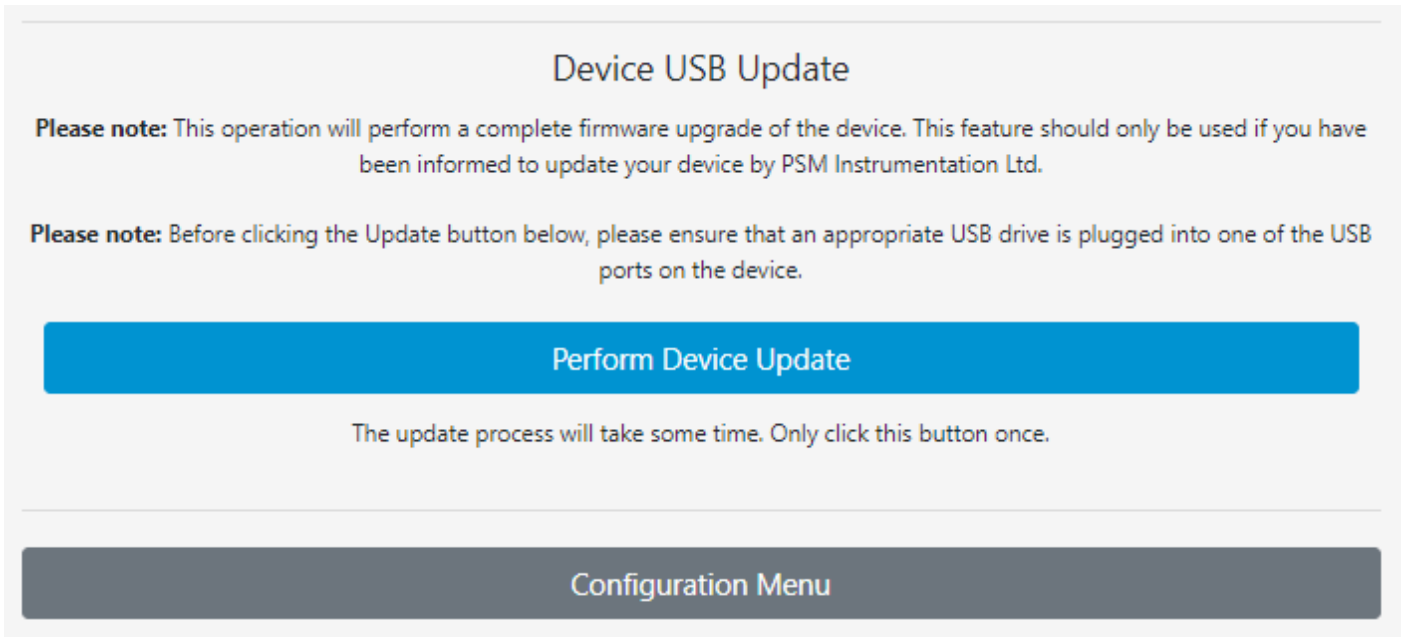 Device USB Update
Please note: This operation will perform a complete firmware upgrade of the device. This feature should only be used if you have
been informed to update your device by PSM Instrumentation Ltd.
Please note: Before clicking the Update button below, please ensure that an appropriate USB drive is plugged into one of the USB
ports on the device.
Perform Device Update
The update process will take some time. Only click this button once.
Configuration Menu